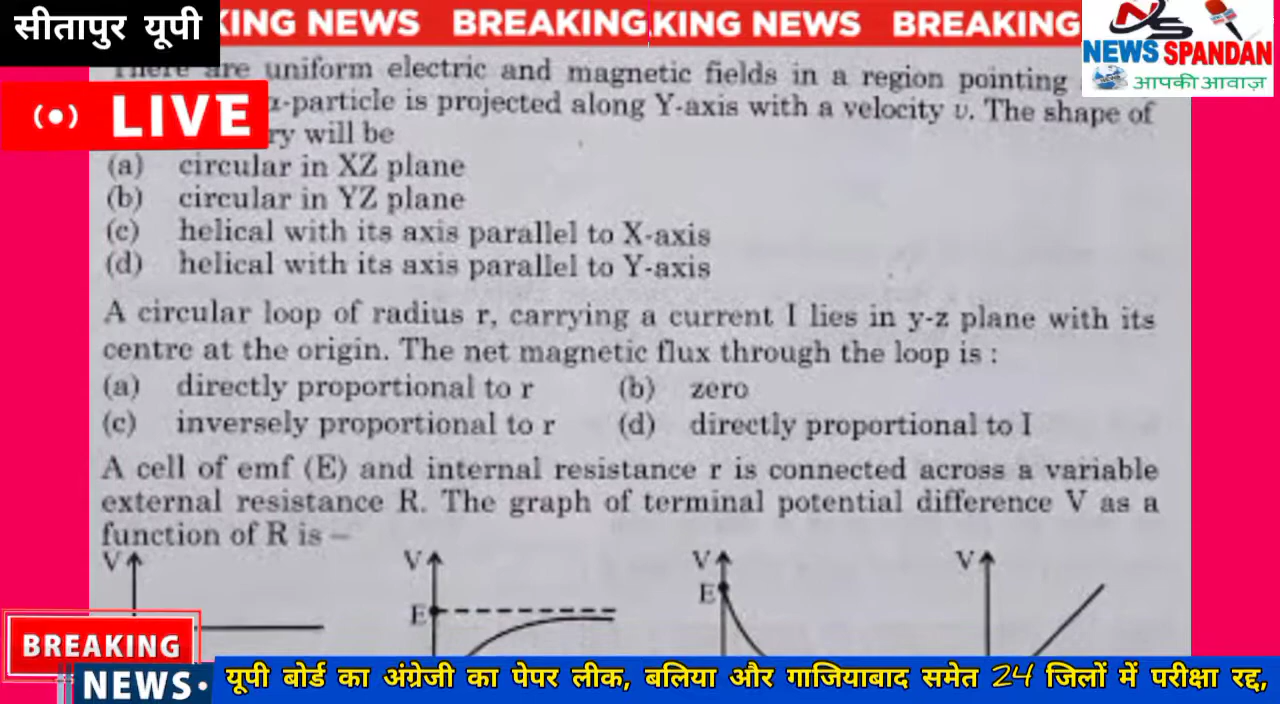 सीतापुर यूपी
KING NEWS BREAKING KING NEWS BREAKING
NEWS SPANDAN
आपकी आवाज़
LIVE
There are uniform electric and magnetic fields in a region pointing
-particle is projected along Y-axis with a velocity v. The shape of
ry will be
(a) circular in XZ plane
(b) circular in YZ plane
(c) helical with its axis parallel to X-axis
(d) helical with its axis parallel to Y-axis
A circular loop of radius r, carrying a current I lies in y-z plane with its
centre at the origin. The net magnetic flux through the loop is :
(a) directly proportional to r (b) zero
(c) inversely proportional to r (d) directly proportional to I
A cell of emf (E) and internal resistance r is connected across a variable
external resistance R. The graph of terminal potential difference V as a
function of R is –
V V V V
E E
BREAKING
NEWS
यूपी बोर्ड का अंग्रेजी का पेपर लीक, बलिया और गाजियाबाद समेत 24 जिलों में परीक्षा रद्द,